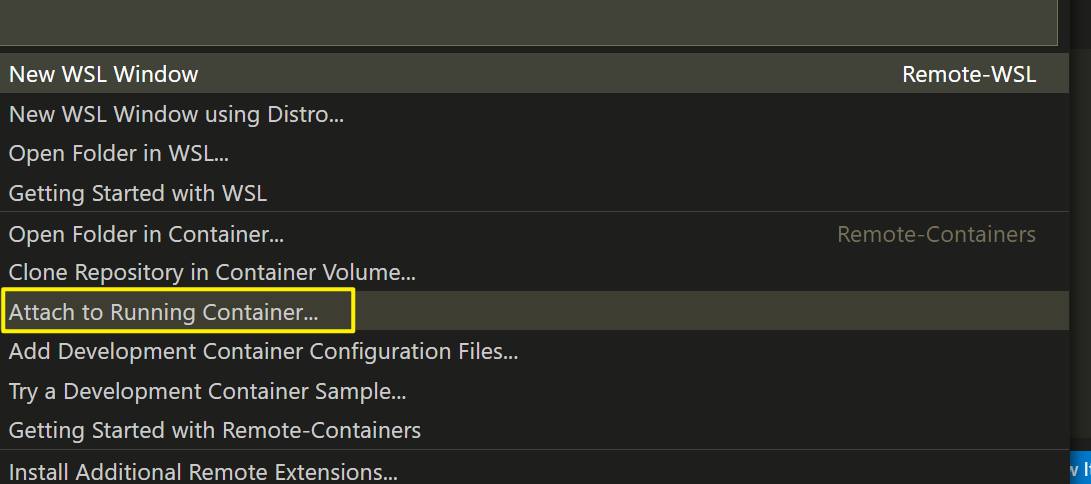 New WSL Window Remote-WSL
New WSL Window using Distro...
Open Folder in WSL...
Getting Started with WSL
Open Folder in Container... Remote-Containers
Clone Repository in Container Volume...
Attach to Running Container...
Add Development Container Configuration Files...
Try a Development Container Sample...
Getting Started with Remote-Containers
Install Additional Remote Extensions...